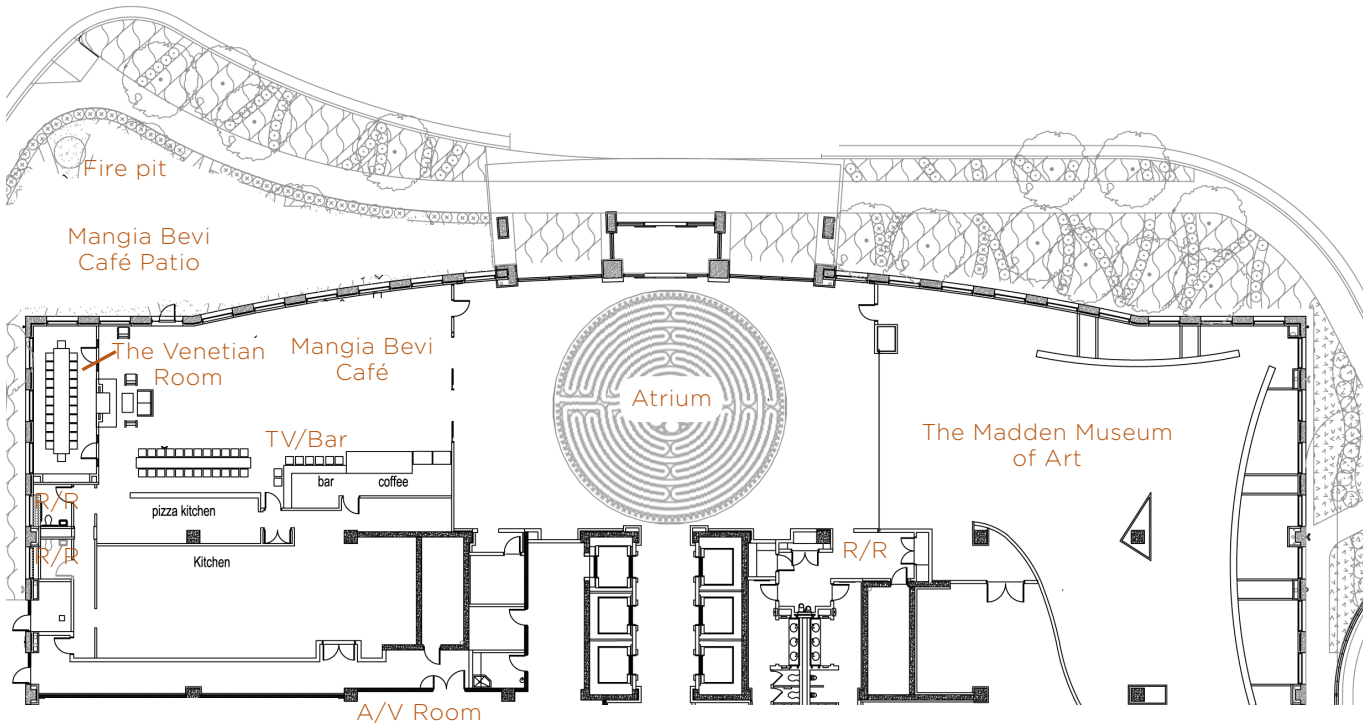 Fire pit
Mangia Bevi
Café Patio
The Venetian
Room
Mangia Bevi
Café
Atrium
The Madden Museum
of Art
TV/Bar
bar
coffee
R/R
pizza kitchen
R/R
Kitchen
R/R
A/V Room